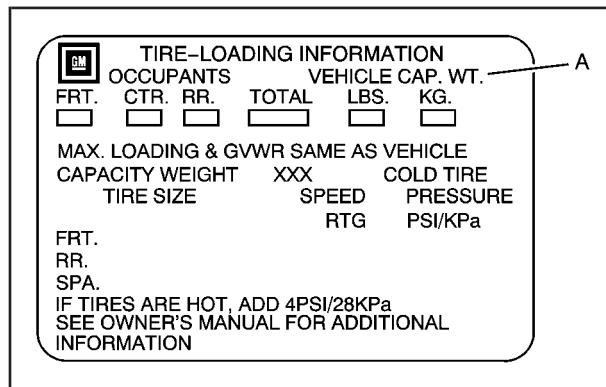 GM TIRE–LOADING INFORMATION
OCCUPANTS VEHICLE CAP. WT. A
FRT. CTR. RR. TOTAL LBS. KG.
MAX. LOADING & GVWR SAME AS VEHICLE
CAPACITY WEIGHT XXX COLD TIRE
TIRE SIZE SPEED PRESSURE
RTG PSI/KPa
FRT.
RR.
SPA.
IF TIRES ARE HOT, ADD 4PSI/28KPa
SEE OWNER'S MANUAL FOR ADDITIONAL
INFORMATION